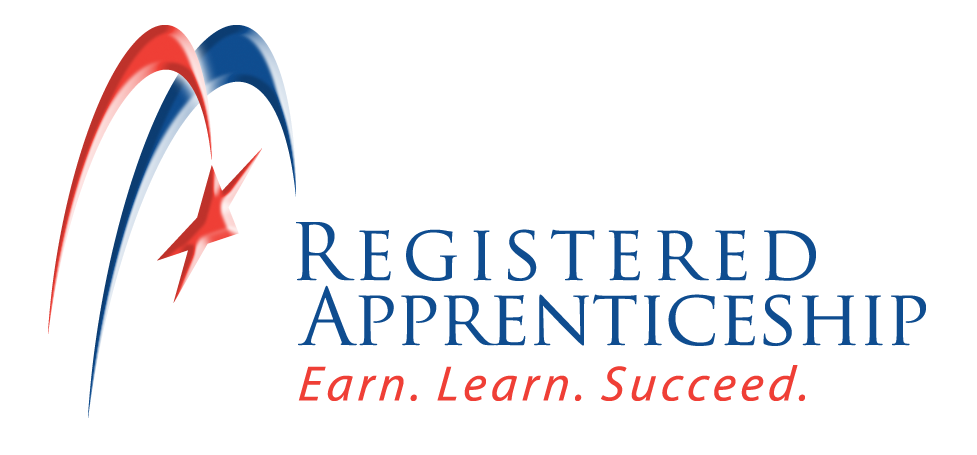 REGISTERED
APPRENTICESHIP
Earn. Learn. Succeed.